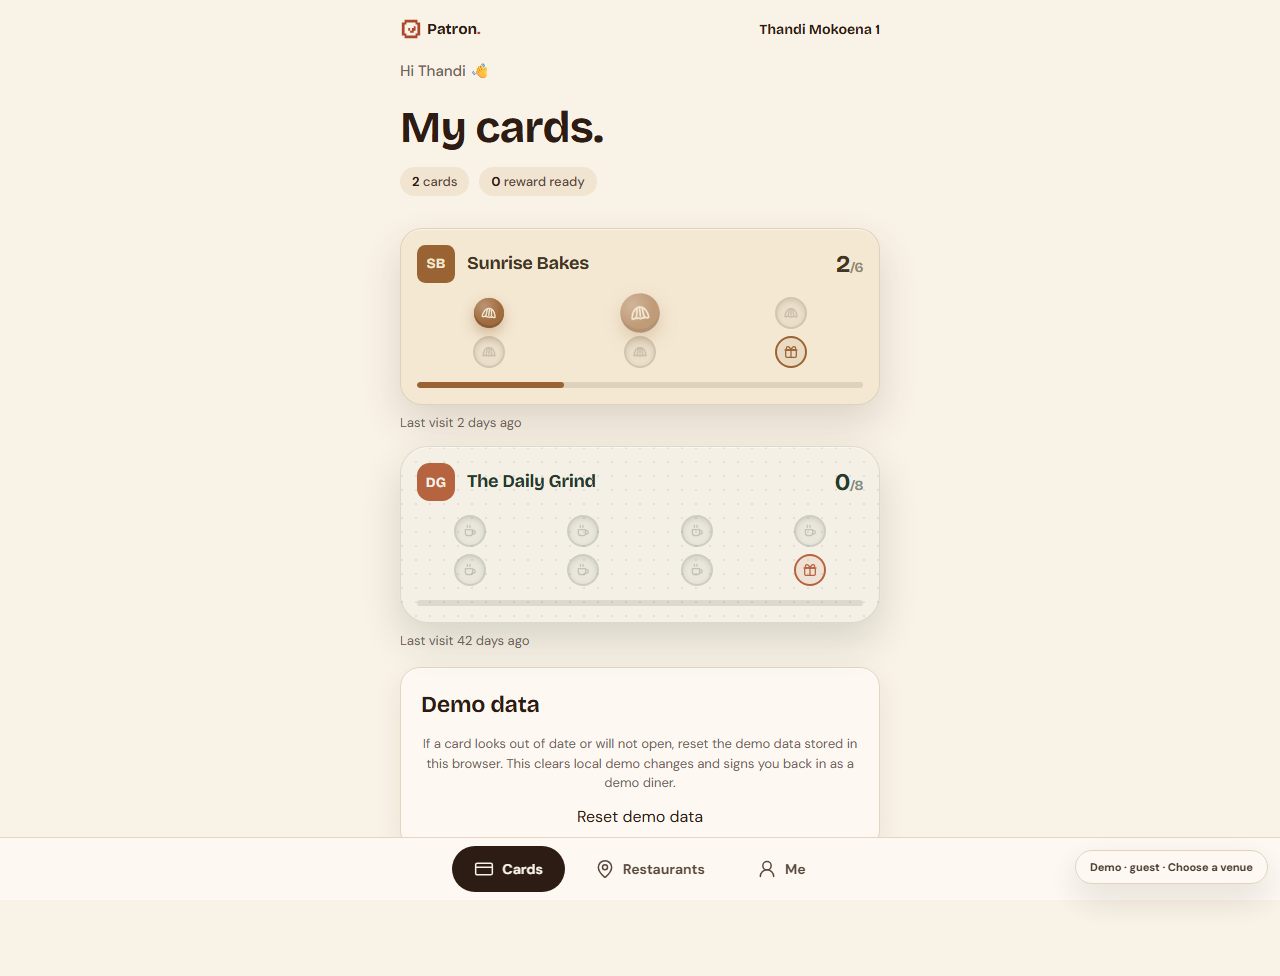 Patron.
Thandi Mokoena 1
Hi Thandi 👋
My cards.
2 cards
0 reward ready
SB
Sunrise Bakes
2/6
Last visit 2 days ago
DG
The Daily Grind
0/8
Last visit 42 days ago
Demo data
If a card looks out of date or will not open, reset the demo data stored in
this browser. This clears local demo changes and signs you back in as a
demo diner.
Reset demo data
Cards
Restaurants
Me
Demo · guest · Choose a venue